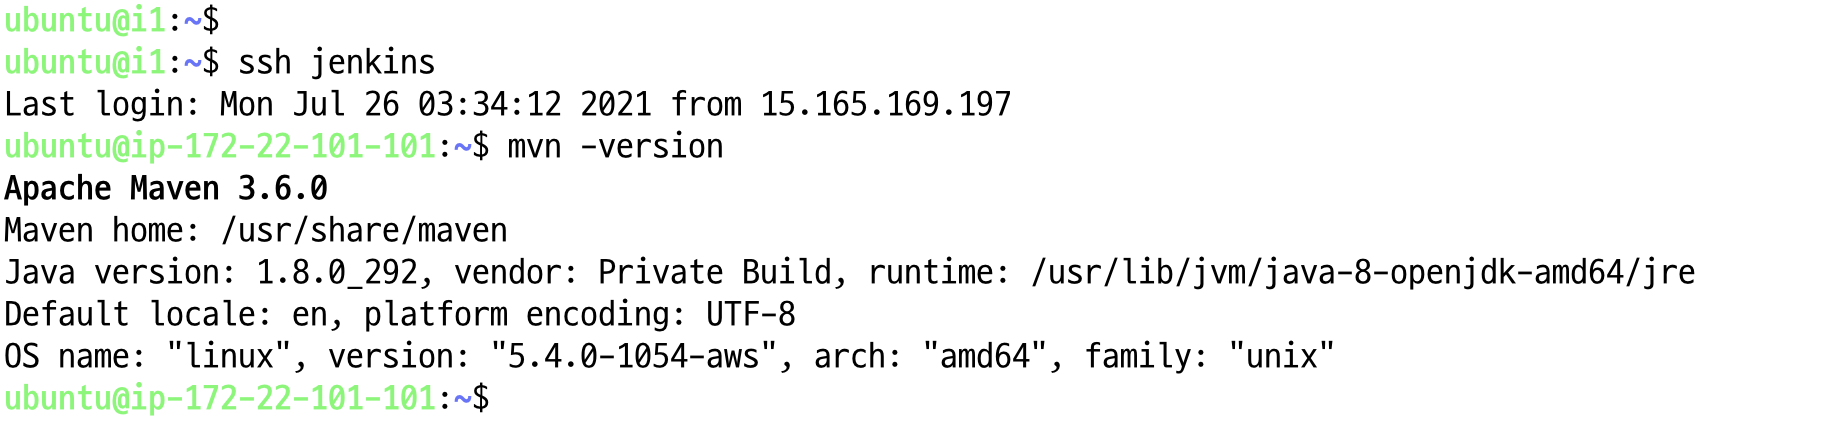 ubuntu@i1:~$
ubuntu@i1:~$ ssh jenkins
Last login: Mon Jul 26 03:34:12 2021 from 15.165.169.197
ubuntu@ip-172-22-101-101:~$ mvn -version
Apache Maven 3.6.0
Maven home: /usr/share/maven
Java version: 1.8.0_292, vendor: Private Build, runtime: /usr/lib/jvm/java-8-openjdk-amd64/jre
Default locale: en, platform encoding: UTF-8
OS name: "linux", version: "5.4.0-1054-aws", arch: "amd64", family: "unix"
ubuntu@ip-172-22-101-101:~$